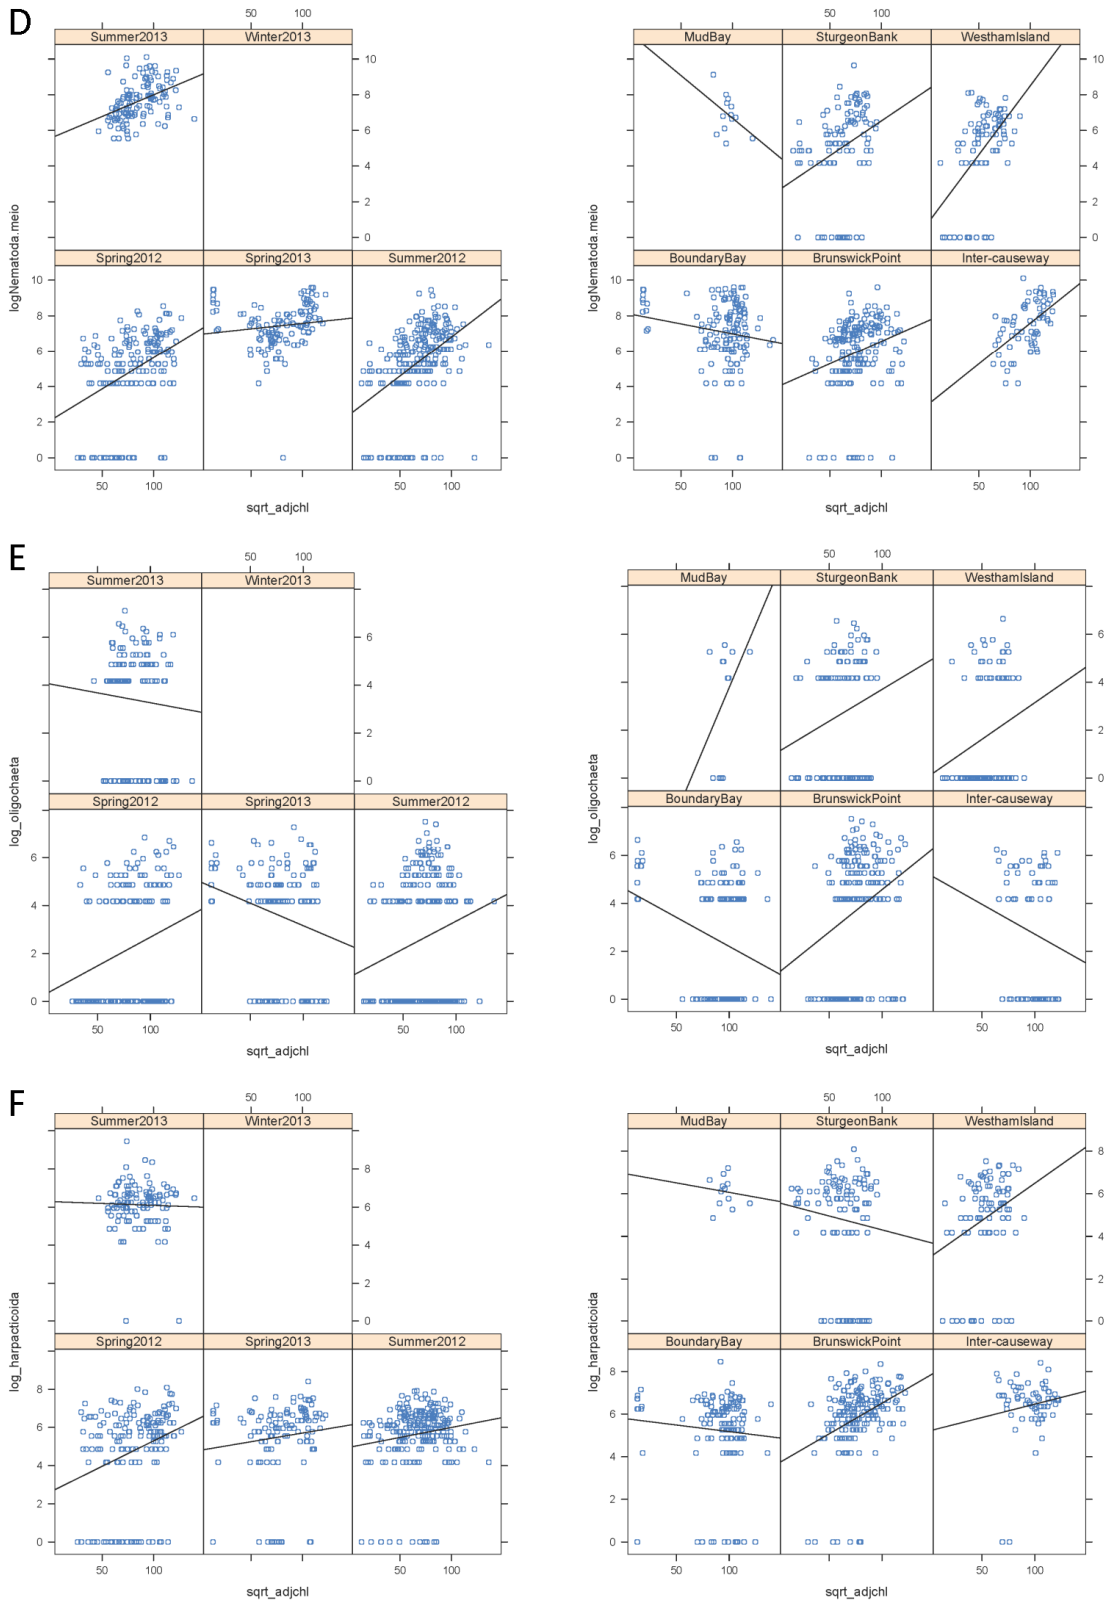 D
50 100
50 100
Summer2013 Winter2013
MudBay SturgeonBank WesthamIsland
10
8
6
4
2
0
10
8
6
4
2
0
logNematoda.meio
logNematoda.meio
Spring2012 Spring2013 Summer2012
BoundaryBay BrunswickPoint Inter-causeway
10
8
6
4
2
0
10
8
6
4
2
0
50 100 50 100
50 100 50 100
sqrt_adjchl
sqrt_adjchl
E
50 100
50 100
Summer2013 Winter2013
MudBay SturgeonBank WesthamIsland
6
4
2
0
6
4
2
0
log_oligochaeta
log_oligochaeta
Spring2012 Spring2013 Summer2012
BoundaryBay BrunswickPoint Inter-causeway
6
4
2
0
6
4
2
0
50 100 50 100
50 100 50 100
sqrt_adjchl
sqrt_adjchl
F
50 100
50 100
Summer2013 Winter2013
MudBay SturgeonBank WesthamIsland
8
6
4
2
0
8
6
4
2
0
log_harpacticoida
log_harpacticoida
Spring2012 Spring2013 Summer2012
BoundaryBay BrunswickPoint Inter-causeway
8
6
4
2
0
8
6
4
2
0
50 100 50 100
50 100 50 100
sqrt_adjchl
sqrt_adjchl